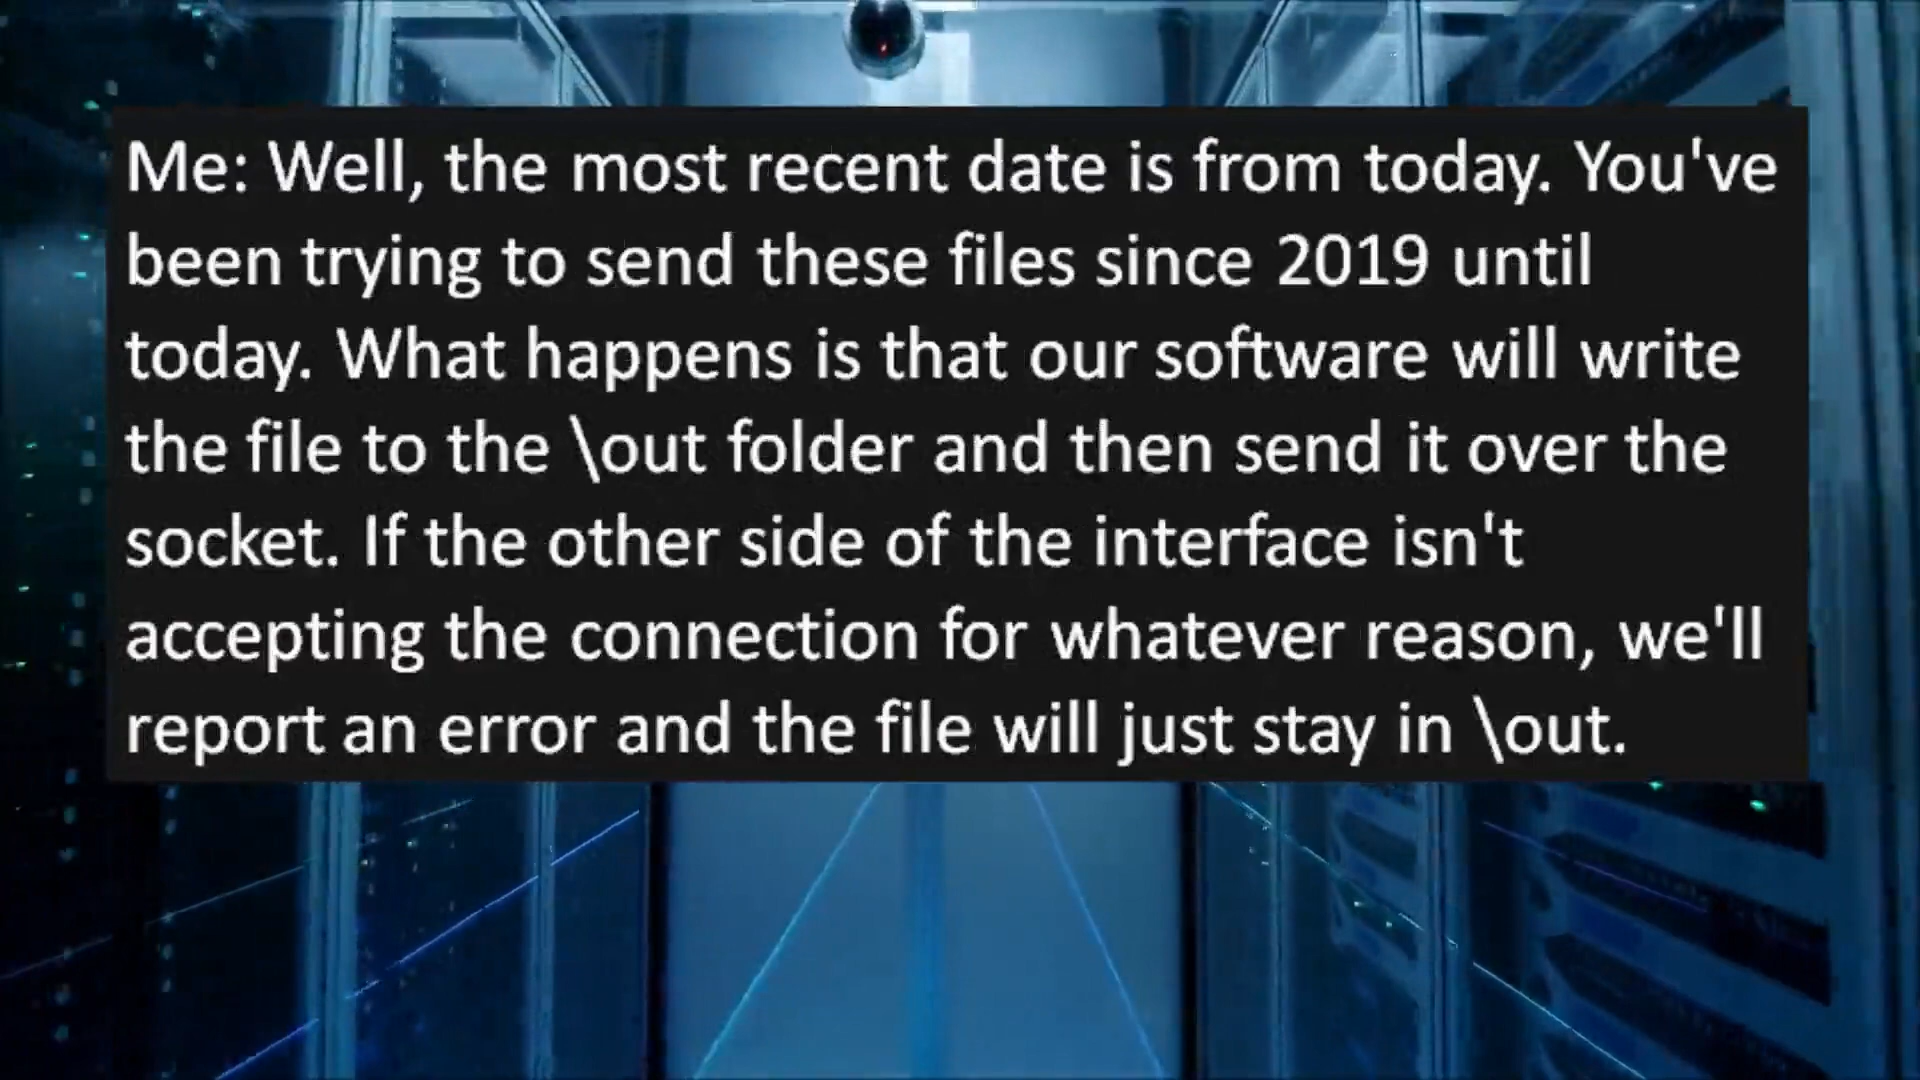 Me: Well, the most recent date is from today. You've
been trying to send these files since 2019 until
today. What happens is that our software will write
the file to the \out folder and then send it over the
socket. If the other side of the interface isn't
accepting the connection for whatever reason, we'll
report an error and the file will just stay in \out.